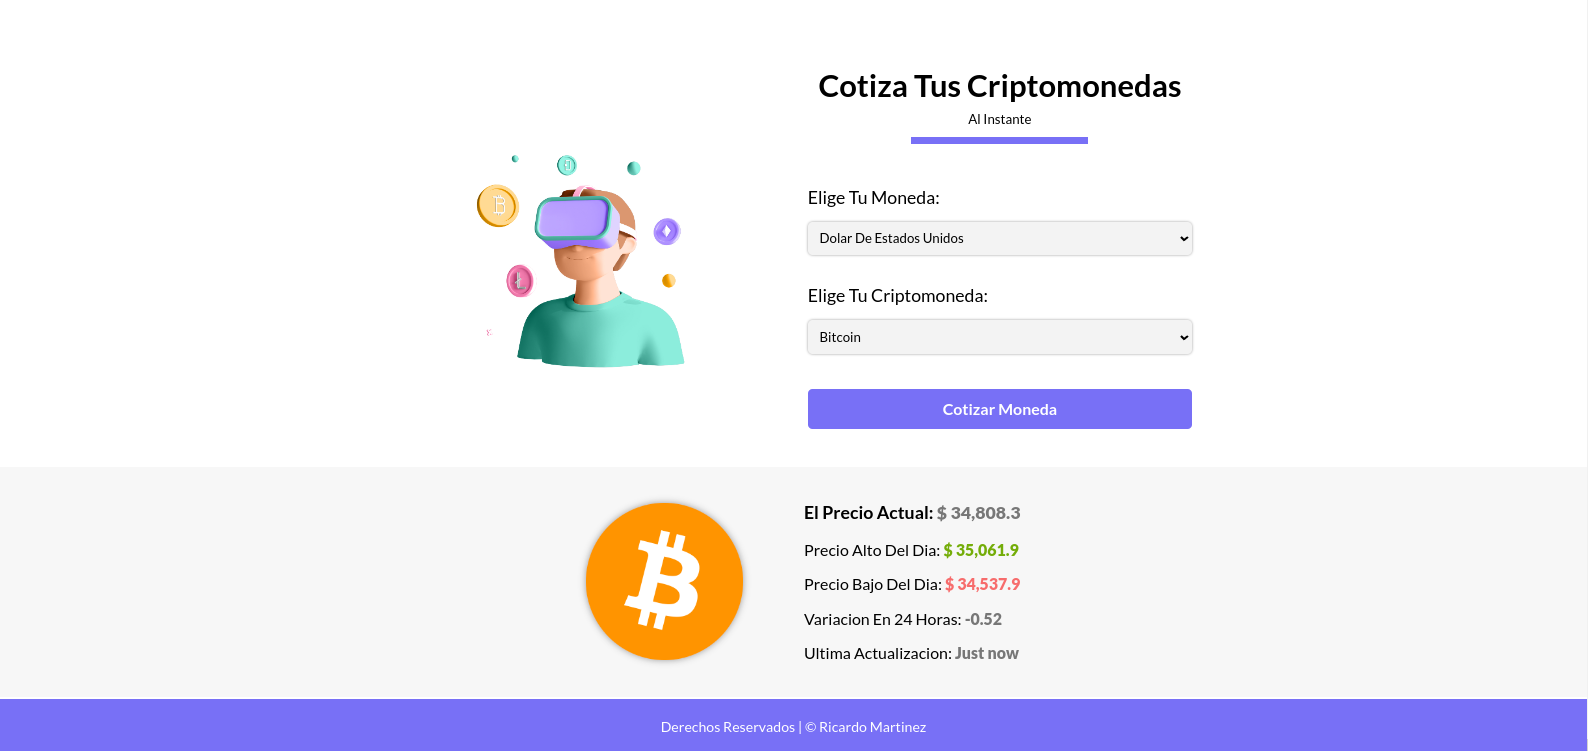 Cotiza Tus Criptomonedas
Al Instante
Elige Tu Moneda:
Dolar De Estados Unidos
Elige Tu Criptomoneda:
Bitcoin
Cotizar Moneda
El Precio Actual: $ 34,808.3
Precio Alto Del Dia: $ 35,061.9
Precio Bajo Del Dia: $ 34,537.9
Variacion En 24 Horas: -0.52
Ultima Actualizacion: Just now
Derechos Reservados | © Ricardo Martinez